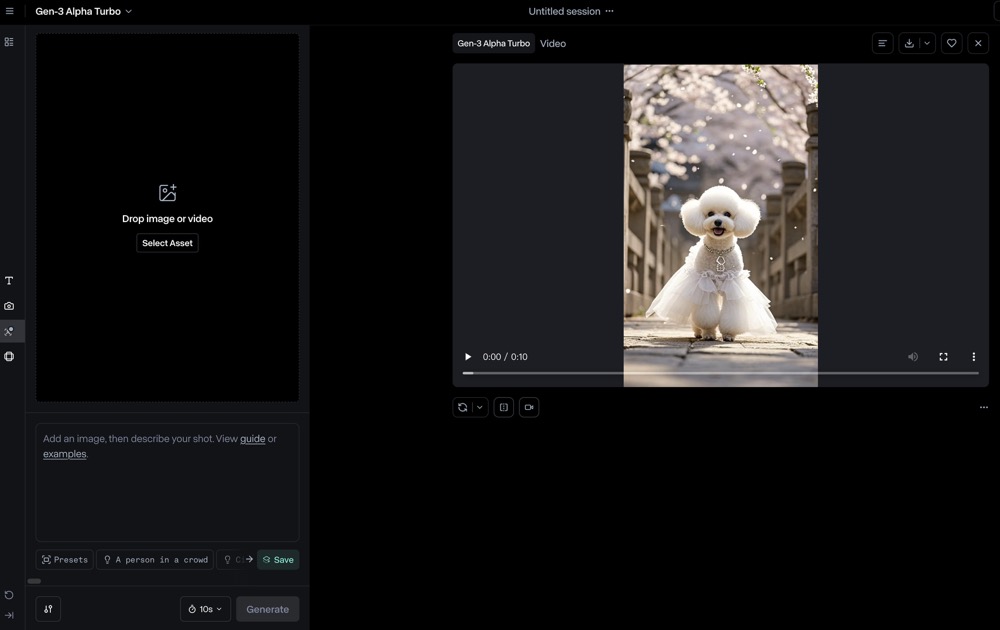 Gen-3 Alpha Turbo
Untitled session
Gen-3 Alpha Turbo Video
Drop image or video
Select Asset
0:00 / 0:10
Add an image, then describe your shot. View guide or
examples.
Presets
A person in a crowd
Save
10s
Generate